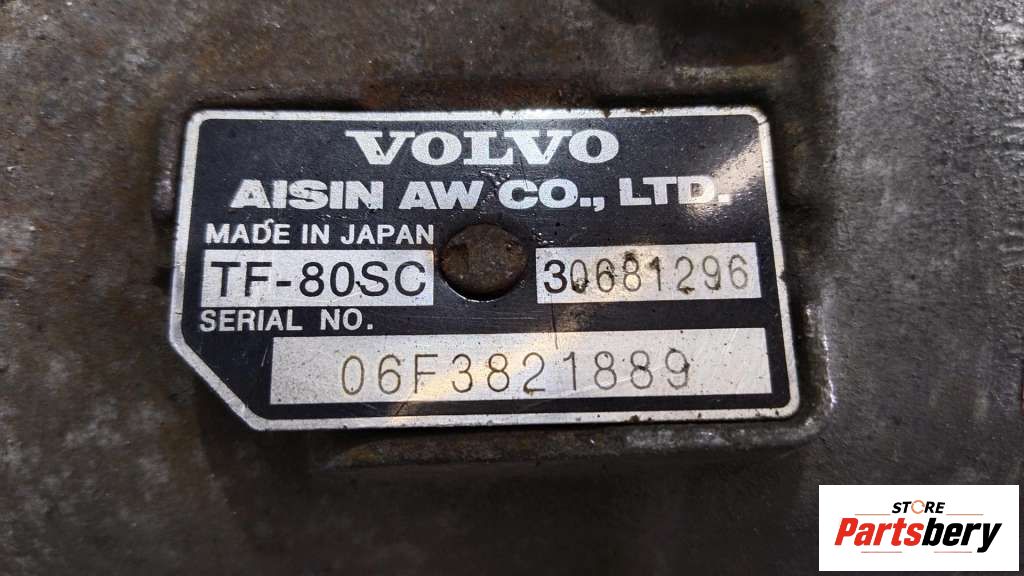 VOLVO
AISIN AW CO., LTD.
MADE IN JAPAN
TF-80SC 30681296
SERIAL NO.
06F3821889
STORE
Partsbery